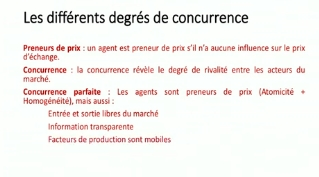 Les différents degrés de concurrence
Preneurs de prix : un agent est preneur de prix s'il n'a aucune influence sur le prix
d'échange.
Concurrence : la concurrence révèle le degré de rivalité entre les acteurs du
marché.
Concurrence parfaite : Les agents sont preneurs de prix (Atomicité +
Homogénéité), mais aussi :
Entrée et sortie libres du marché
Information transparente
Facteurs de production sont mobiles